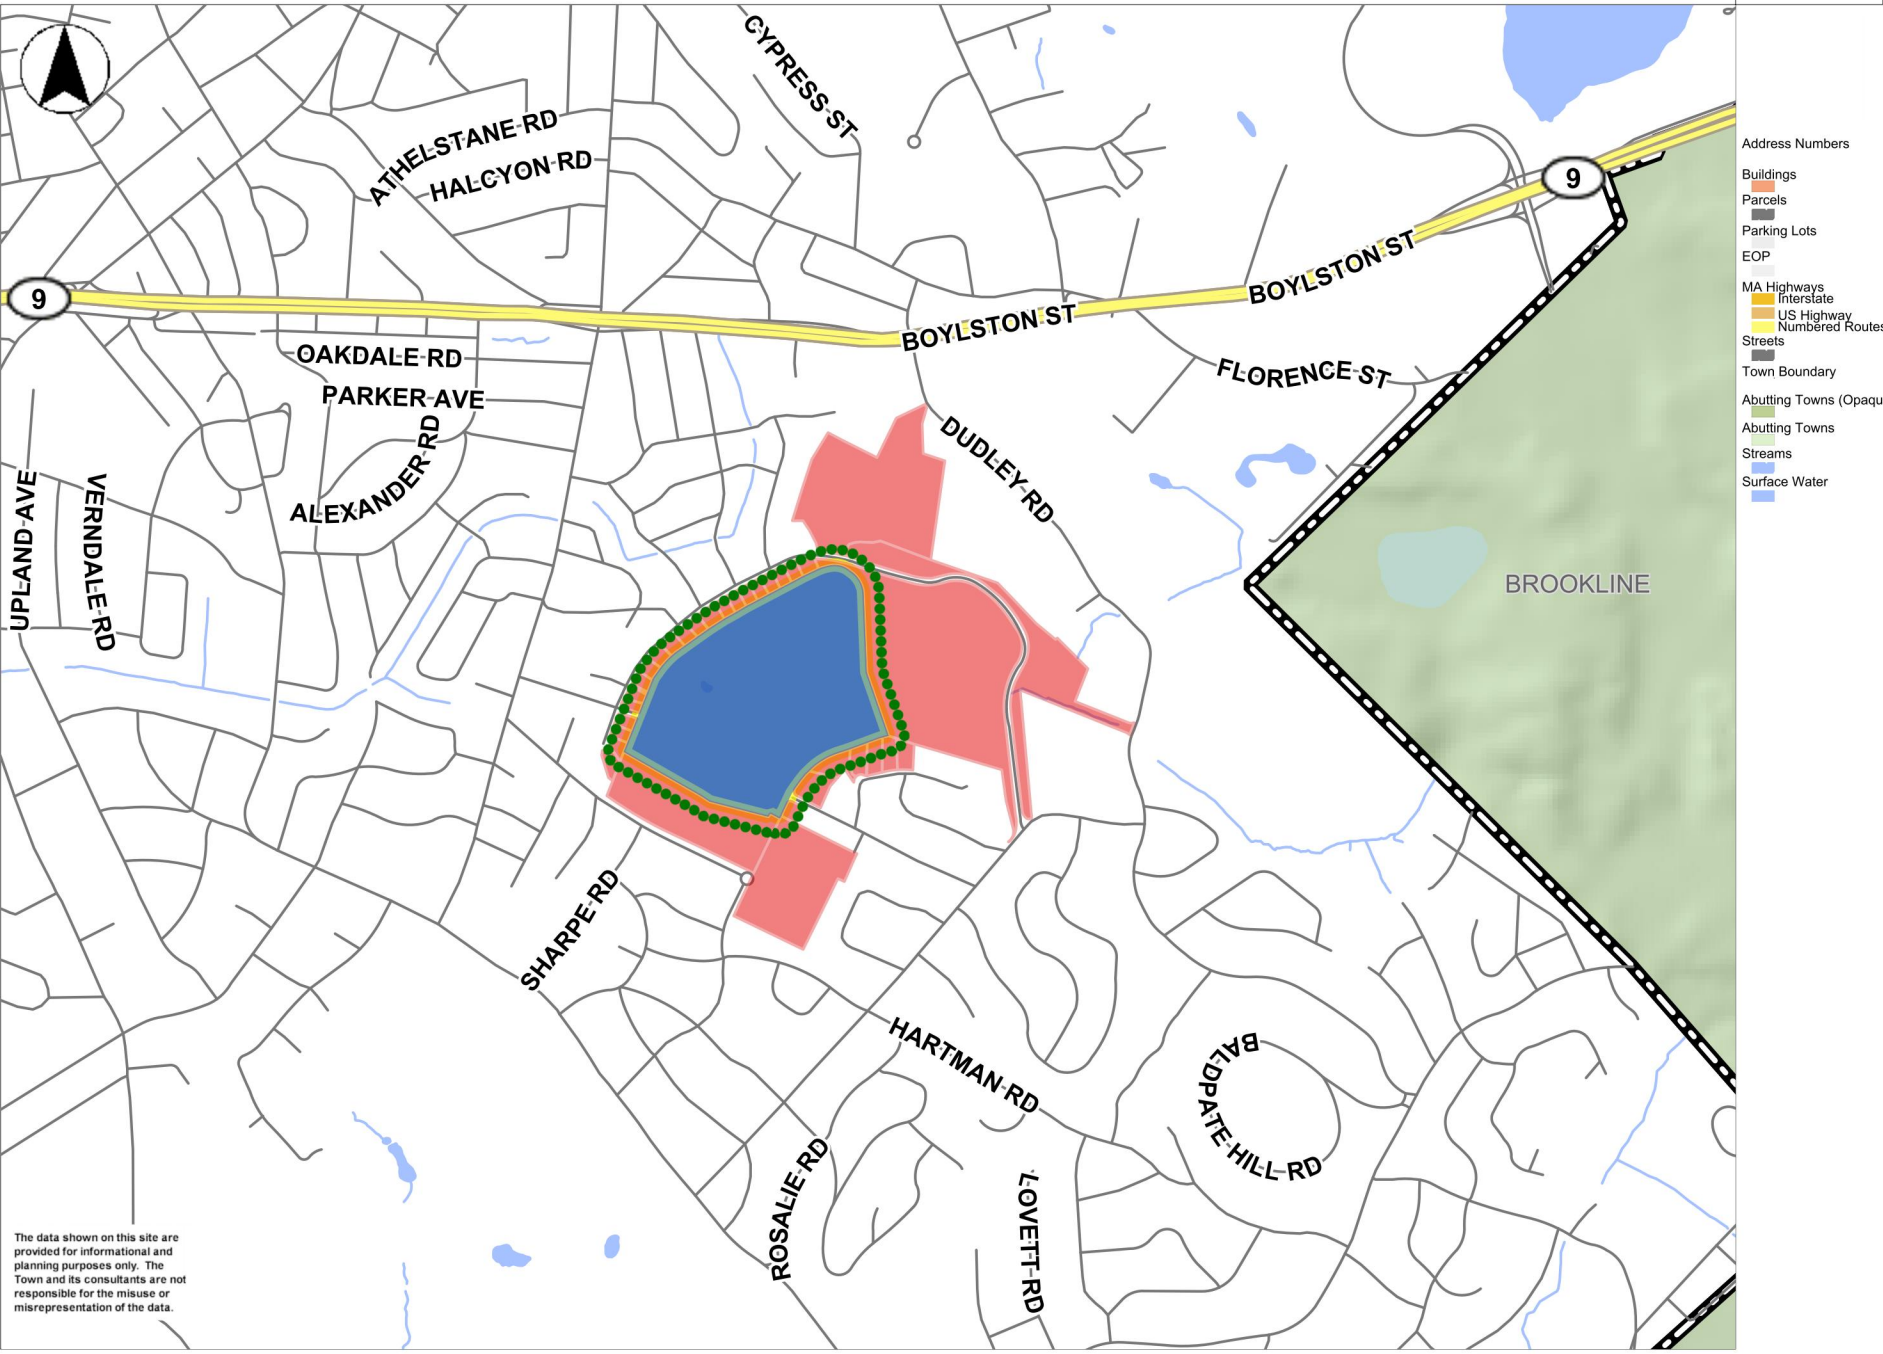 CYPRESS ST
ATHELSTANE RD
HALCYON RD
9
9
BOYLSTON ST
BOYLSTON ST
OAKDALE RD
PARKER AVE
FLORENCE ST
ALEXANDER RD
DUDLEY RD
UPLAND AVE
VERNDALE RD
BROOKLINE
SHARPE RD
HARTMAN RD
BALDPATE HILL RD
ROSALIE RD
LOVETT RD
The data shown on this site are
provided for informational and
planning purposes only. The
Town and its consultants are not
responsible for the misuse or
misrepresentation of the data.
Address Numbers
Buildings
Parcels
Parking Lots
EOP
MA Highways
Interstate
US Highway
Numbered Routes
Streets
Town Boundary
Abutting Towns (Opaqu
Abutting Towns
Streams
Surface Water